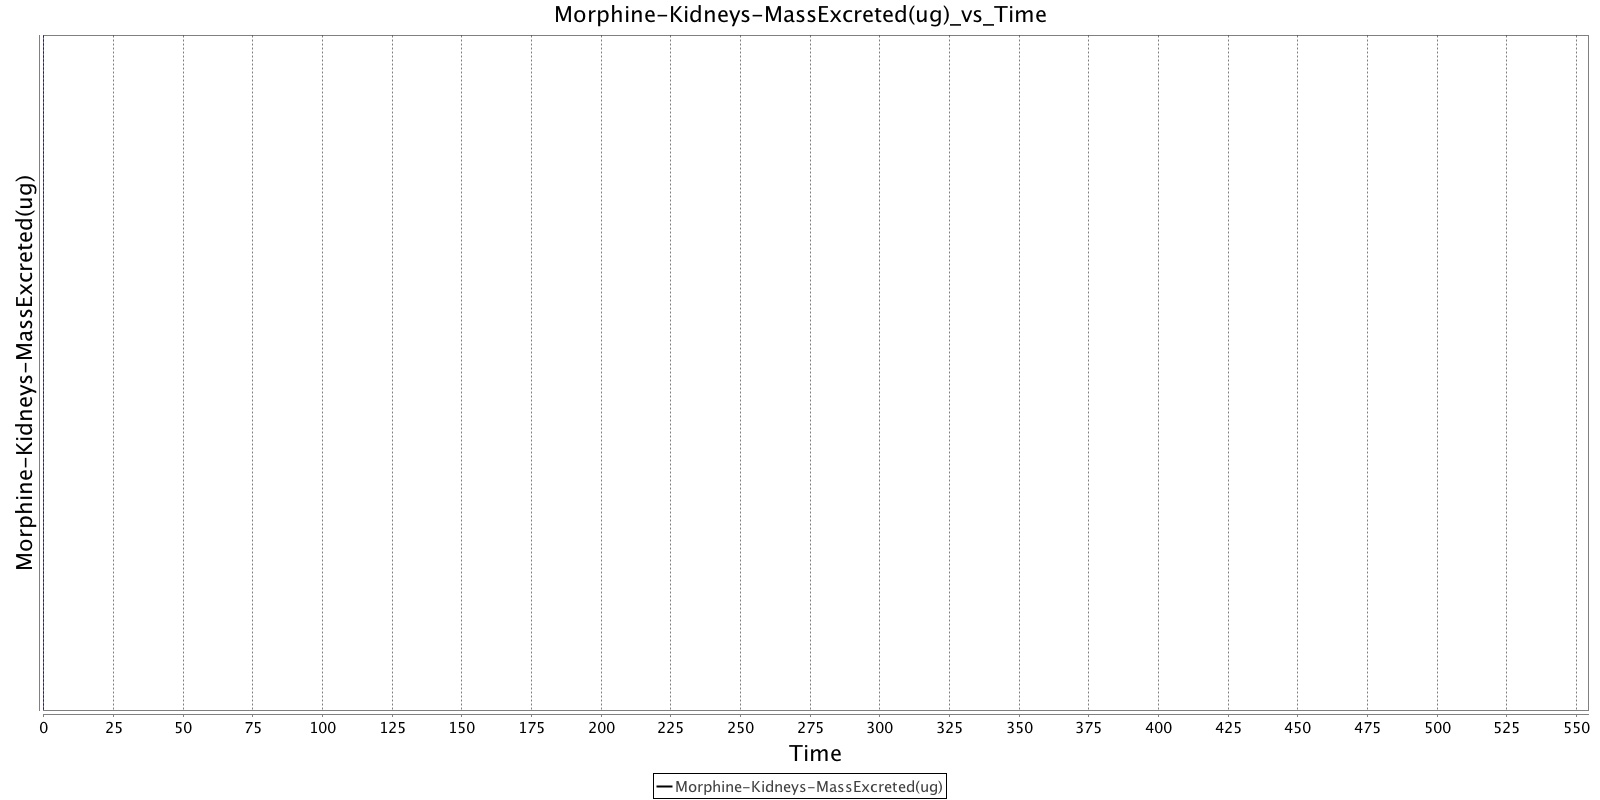 Morphine-Kidneys-MassExcreted(ug)_vs_Time
Morphine-Kidneys-MassExcreted(ug)
0 25 50 75 100 125 150 175 200 225 250 275 300 325 350 375 400 425 450 475 500 525 550
Time
Morphine-Kidneys-MassExcreted(ug)